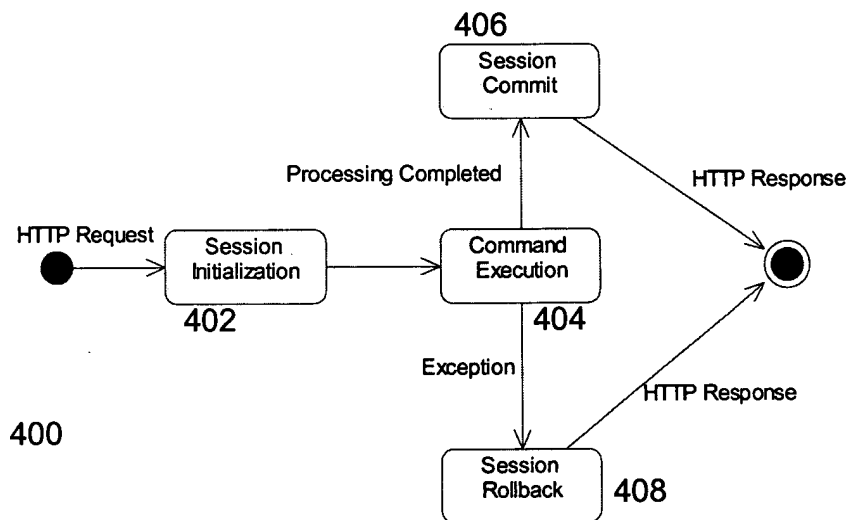 406
Session
Commit
Processing Completed
HTTP Response
HTTP Request
Session
Initialization
402
Command
Execution
404
Exception
HTTP Response
400
Session
Rollback
408